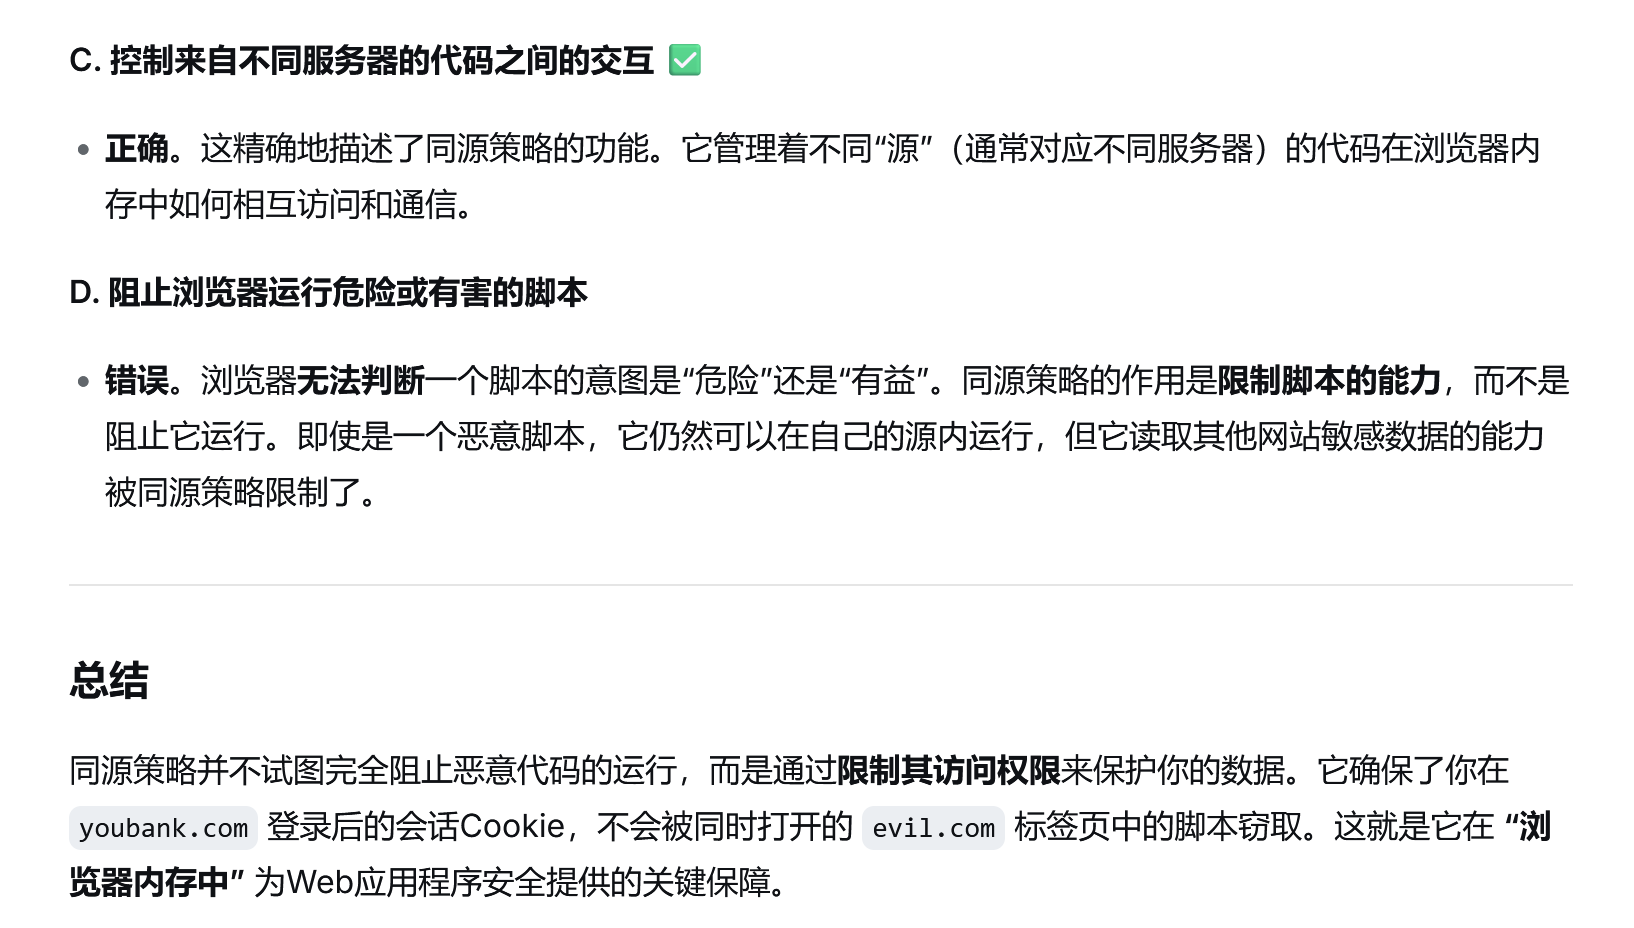 C. 控制来自不同服务器的代码之间的交互 ✅
• 正确。这精确地描述了同源策略的功能。它管理着不同“源”（通常对应不同服务器）的代码在浏览器内
存中如何相互访问和通信。
D. 阻止浏览器运行危险或有害的脚本
• 错误。浏览器无法判断一个脚本的意图是“危险”还是“有益”。同源策略的作用是限制脚本的能力，而不是
阻止它运行。即使是一个恶意脚本，它仍然可以在自己的源内运行，但它读取其他网站敏感数据的能力
被同源策略限制了。
总结
同源策略并不试图完全阻止恶意代码的运行，而是通过限制其访问权限来保护你的数据。它确保了你在
youbank.com 登录后的会话Cookie，不会被同时打开的 evil.com 标签页中的脚本窃取。这就是它在 “浏
览器内存中” 为Web应用程序安全提供的关键保障。